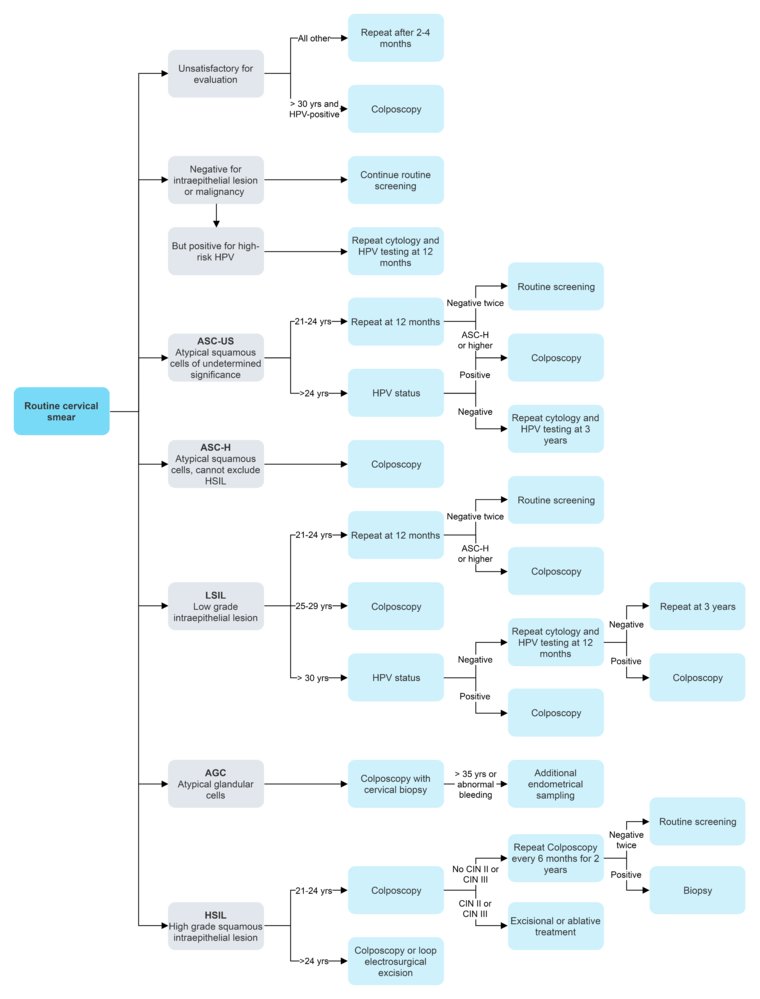 All other
Repeat after 2-4
months
Unsatisfactory for
evaluation
> 30 yrs and
HPV-positive
Colposcopy
Negative for
intraepithelial lesion
or malignancy
Continue routine
screening
But positive for high-
risk HPV
Repeat cytology and
HPV testing at 12
months
Routine screening
Negative twice
21-24 yrs
Repeat at 12 months
ASC-H
or higher
ASC-US
Atypical squamous
cells of undetermined
significance
Colposcopy
Positive
>24 yrs
HPV status
Negative
Repeat cytology and
HPV testing at 3
years
Routine cervical
smear
ASC-H
Atypical squamous
cells, cannot exclude
HSIL
Colposcopy
Routine screening
Negative twice
21-24 yrs
Repeat at 12 months
ASC-H
or higher
Colposcopy
LSIL
Low grade
intraepithelial lesion
25-29 yrs
Colposcopy
Repeat at 3 years
Negative
Repeat cytology and
HPV testing at 12
months
Negative
Positive
> 30 yrs
HPV status
Colposcopy
Positive
Colposcopy
AGC
Atypical glandular
cells
Colposcopy with
cervical biopsy
> 35 yrs or
abnormal
bleeding
Additional
endometrical
sampling
Routine screening
Negative
twice
Repeat Colposcopy
every 6 months for 2
years
No CIN II or
CIN III
Positive
21-24 yrs
Colposcopy
Biopsy
CIN II or
CIN III
Excisional or ablative
treatment
HSIL
High grade squamous
intraepithelial lesion
>24 yrs
Colposcopy or loop
electrosurgical
excision